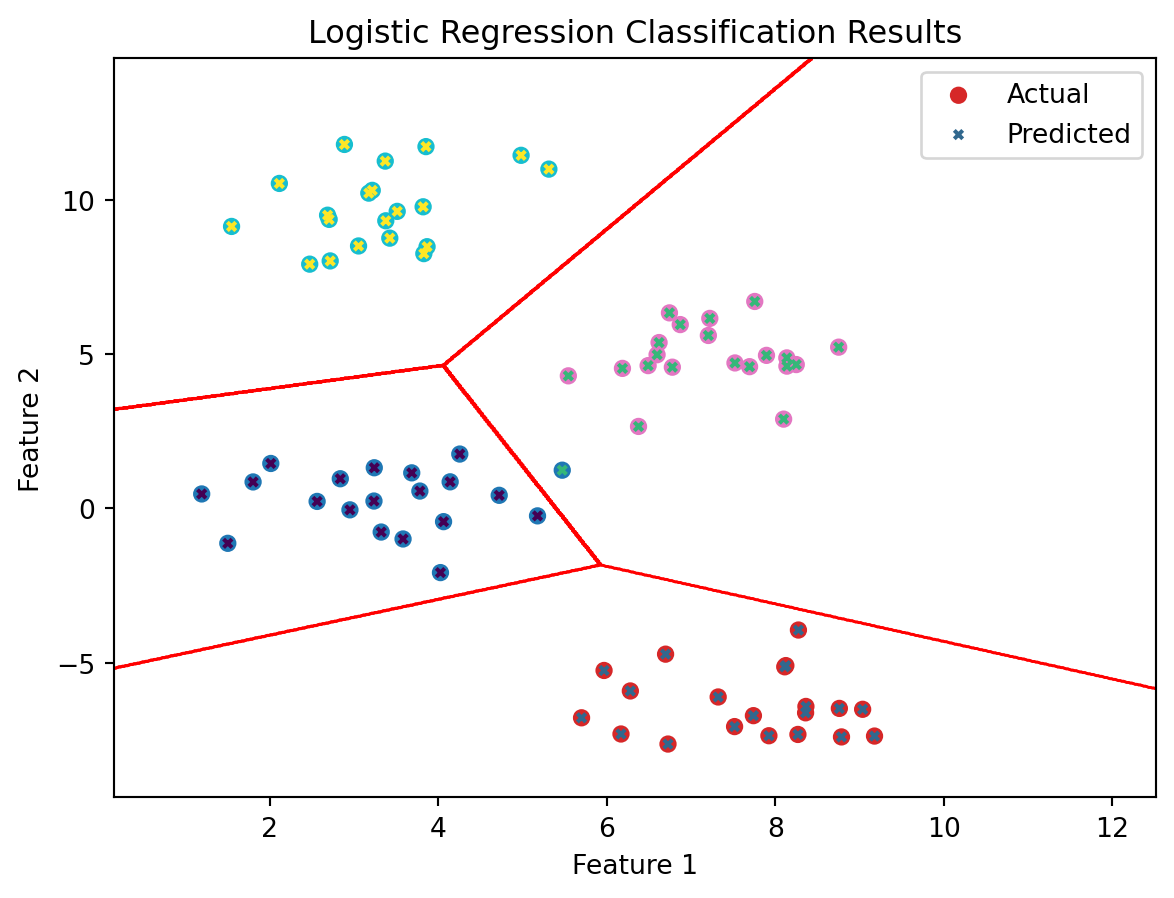 Logistic Regression Classification Results
Actual
Predicted
10
5
0
−5
Feature 2
2
4
6
8
10
12
Feature 1